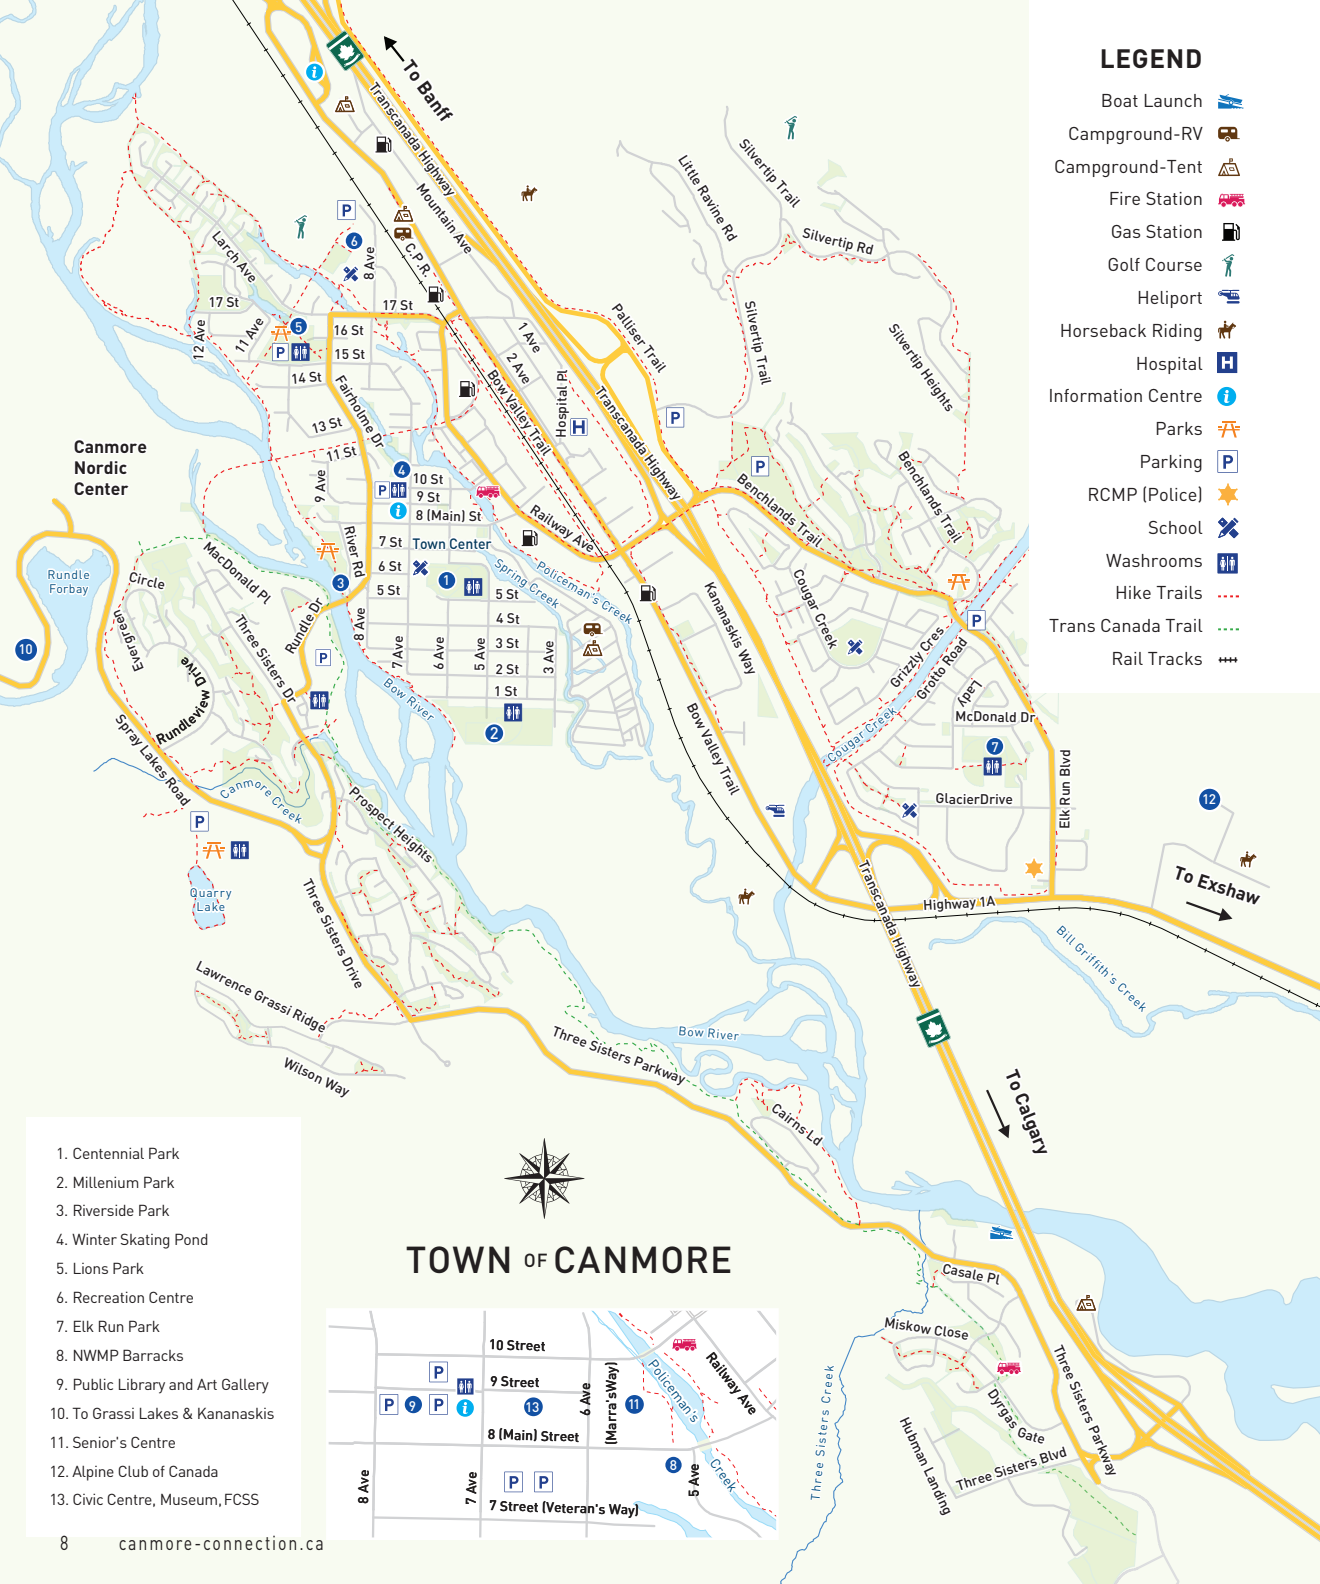 LEGEND
Boat Launch
Campground-RV
Campground-Tent
Fire Station
Gas Station
Golf Course
Heliport
Horseback Riding
Hospital
H
Information Centre
i
Parks
Parking
P
RCMP (Police)
School
Washrooms
Hike Trails
Trans Canada Trail
Rail Tracks
To Banff
Transcanada Highway
Mountain Ave
C.P.R.
i
P
6
8 Ave
Larch Ave
17 St
17 St
12 Ave
11 Ave
5
P
16 St
15 St
14 St
13 St
11 St
Fairholme Dr
1 Ave
2 Ave
Bow Valley Trail
Hospital Pl
H
Palliser Trail
Transcanada Highway
P
Little Ravine Rd
Silvertip Trail
Silvertip Rd
Silvertip Trail
Silvertip Heights
P
Benchlands Trail
Benchlands Trail
Canmore
Nordic
Center
9 Ave
4
P
10 St
9 St
i
8 (Main) St
Railway Ave
River Rd
7 St
Town Center
6 St
5 St
1
5 St
4 St
3 St
2 St
1 St
8 Ave
7 Ave
6 Ave
5 Ave
3 Ave
3
2
Spring Creek
Policeman's Creek
Bow River
Rundle
Forbay
10
Circle
Evergreen
MacDonald Pl
Three Sisters Dr
Rundle Dr
P
Rundleview
Drive
Spray Lakes Road
Canmore Creek
P
Quarry
Lake
Prospect Heights
Three Sisters Drive
Lawrence Grassi Ridge
Wilson Way
Kananaskis Way
Bow Valley Trail
Cougar Creek
Grizzly Cres
Grotto Road
P
Lady
McDonald Dr
7
Cougar Creek
GlacierDrive
Elk Run Blvd
12
To Exshaw
Highway 1A
Transcanada Highway
Bill Griffith's Creek
Bow River
Three Sisters Parkway
Cairns Ld
To Calgary
Casale Pl
Miskow Close
Three Sisters Creek
Dyrgas Gate
Three Sisters Parkway
Hubman Landing
Three Sisters Blvd
1. Centennial Park
2. Millenium Park
3. Riverside Park
4. Winter Skating Pond
5. Lions Park
6. Recreation Centre
7. Elk Run Park
8. NWMP Barracks
9. Public Library and Art Gallery
10. To Grassi Lakes & Kananaskis
11. Senior's Centre
12. Alpine Club of Canada
13. Civic Centre, Museum, FCSS
TOWN OF CANMORE
10 Street
P
9 Street
P
9
P
i
13
6 Ave
(Marra'sWay)
11
Policeman's
Creek
Railway Ave
8 (Main) Street
8
8 Ave
7 Ave
P
P
5 Ave
7 Street (Veteran's Way)
8
canmore-connection.ca